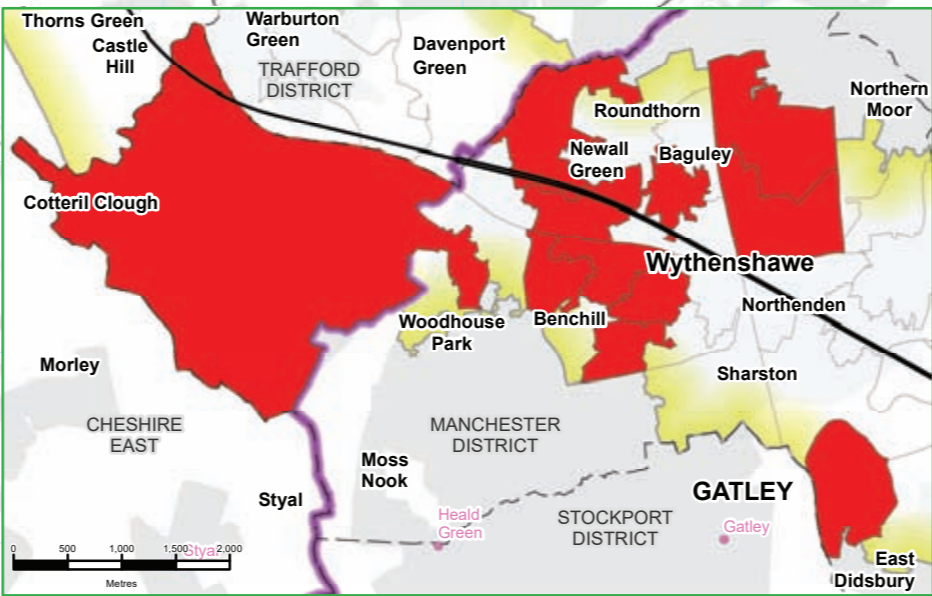 Thorns Green
Castle
Hill
Warburton
Green
TRAFFORD
DISTRICT
Davenport
Green
Roundthorn
Northern
Moor
Newall
Green
Baguley
Cotteril Clough
Wythenshawe
Northenden
Woodhouse
Park
Benchill
Morley
Sharston
CHESHIRE
EAST
MANCHESTER
DISTRICT
Moss
Nook
Styal
GATLEY
Heald
Green
STOCKPORT
DISTRICT
Gatley
East
Didsbury
Styal
0 500 1,000 1,500 2,000
Metres